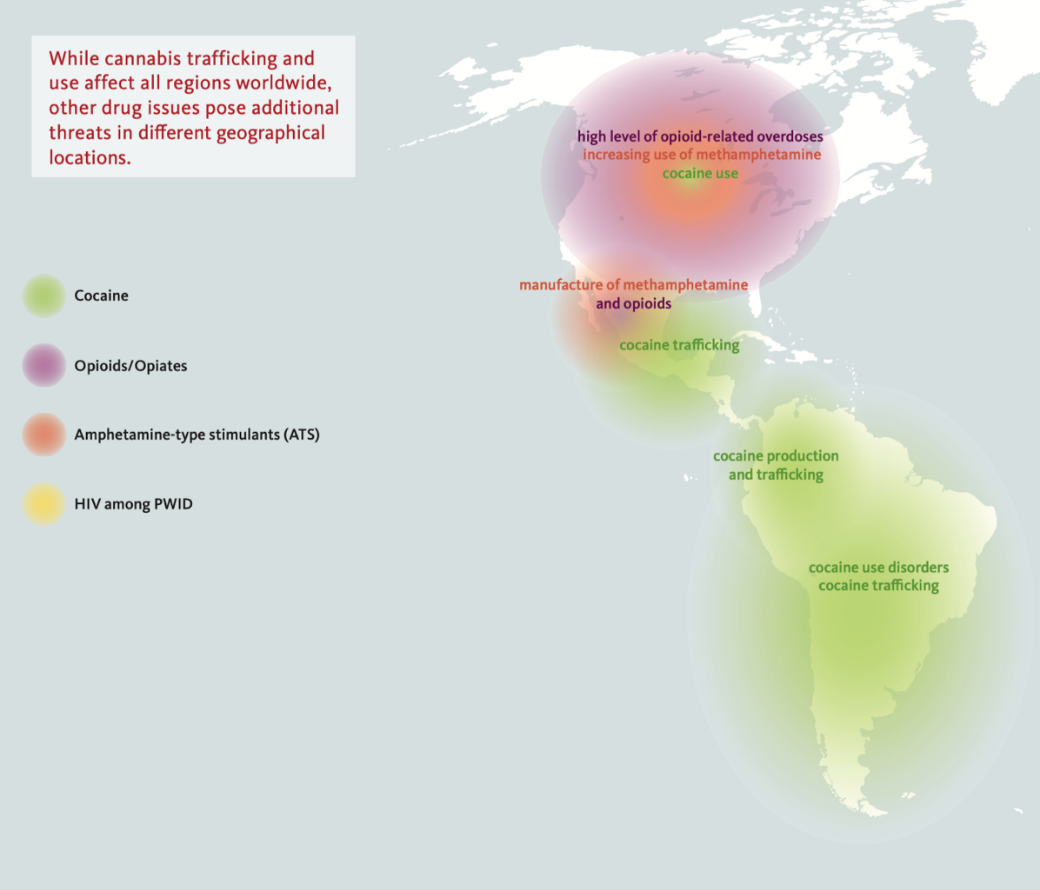 While cannabis trafficking and
use affect all regions worldwide,
other drug issues pose additional
threats in different geographical
locations.
high level of opioid-related overdoses
increasing use of methamphetamine
cocaine use
manufacture of methamphetamine
and opioids
cocaine trafficking
Cocaine
Opioids/Opiates
Amphetamine-type stimulants (ATS)
HIV among PWID
cocaine production
and trafficking
cocaine use disorders
cocaine trafficking